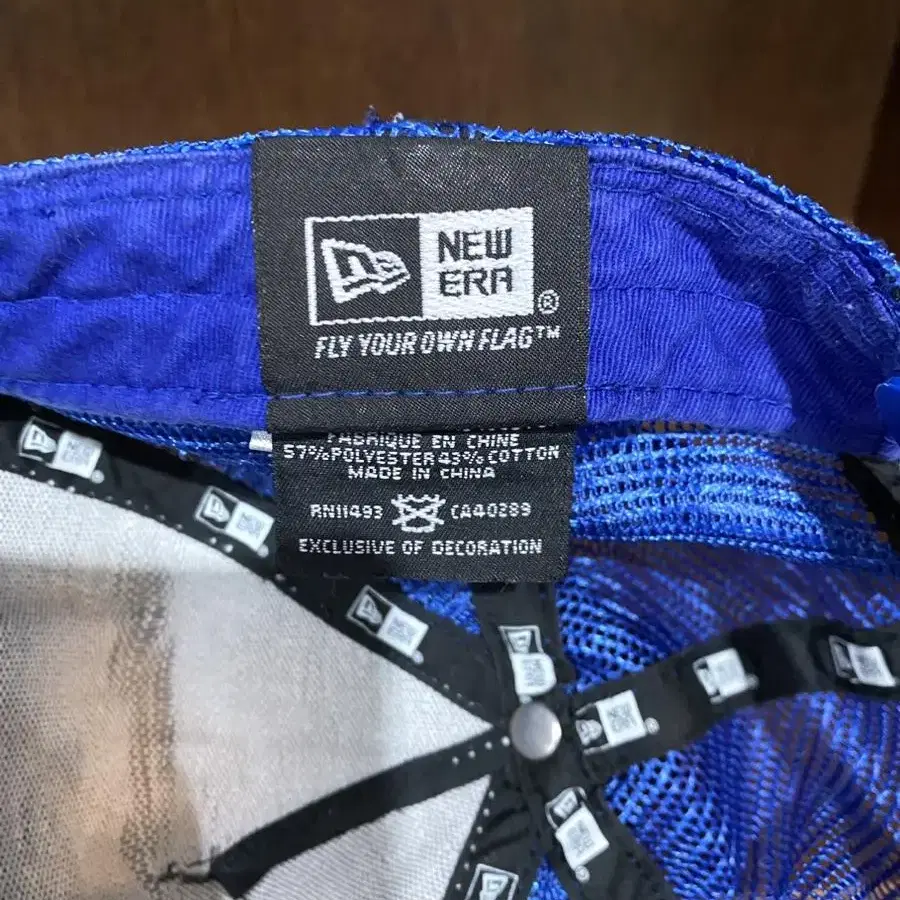 NEW
ERA
®
FLY YOUR OWN FLAG™
FABRIQUE EN CHINE
57%POLYESTER 43%COTTON
MADE IN CHINA
RN11493 CA40289
EXCLUSIVE OF DECORATION